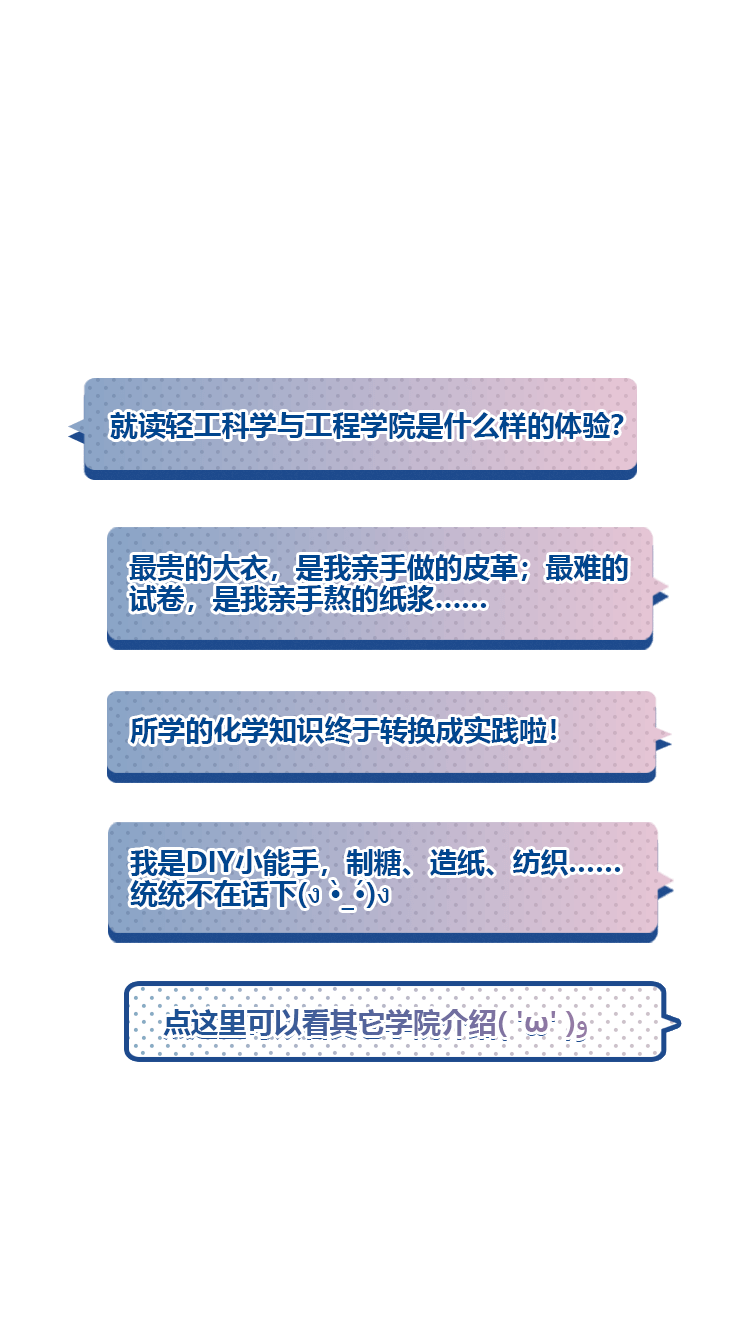 就读轻工科学与工程学院是什么样的体验?
最贵的大衣，是我亲手做的皮革；最难的
试卷，是我亲手熬的纸浆……
所学的化学知识终于转换成实践啦！
我是DIY小能手，制糖、造纸、纺织……
统统不在话下(ง •̀_•́)ง
点这里可以看其它学院介绍( 'ω' )و